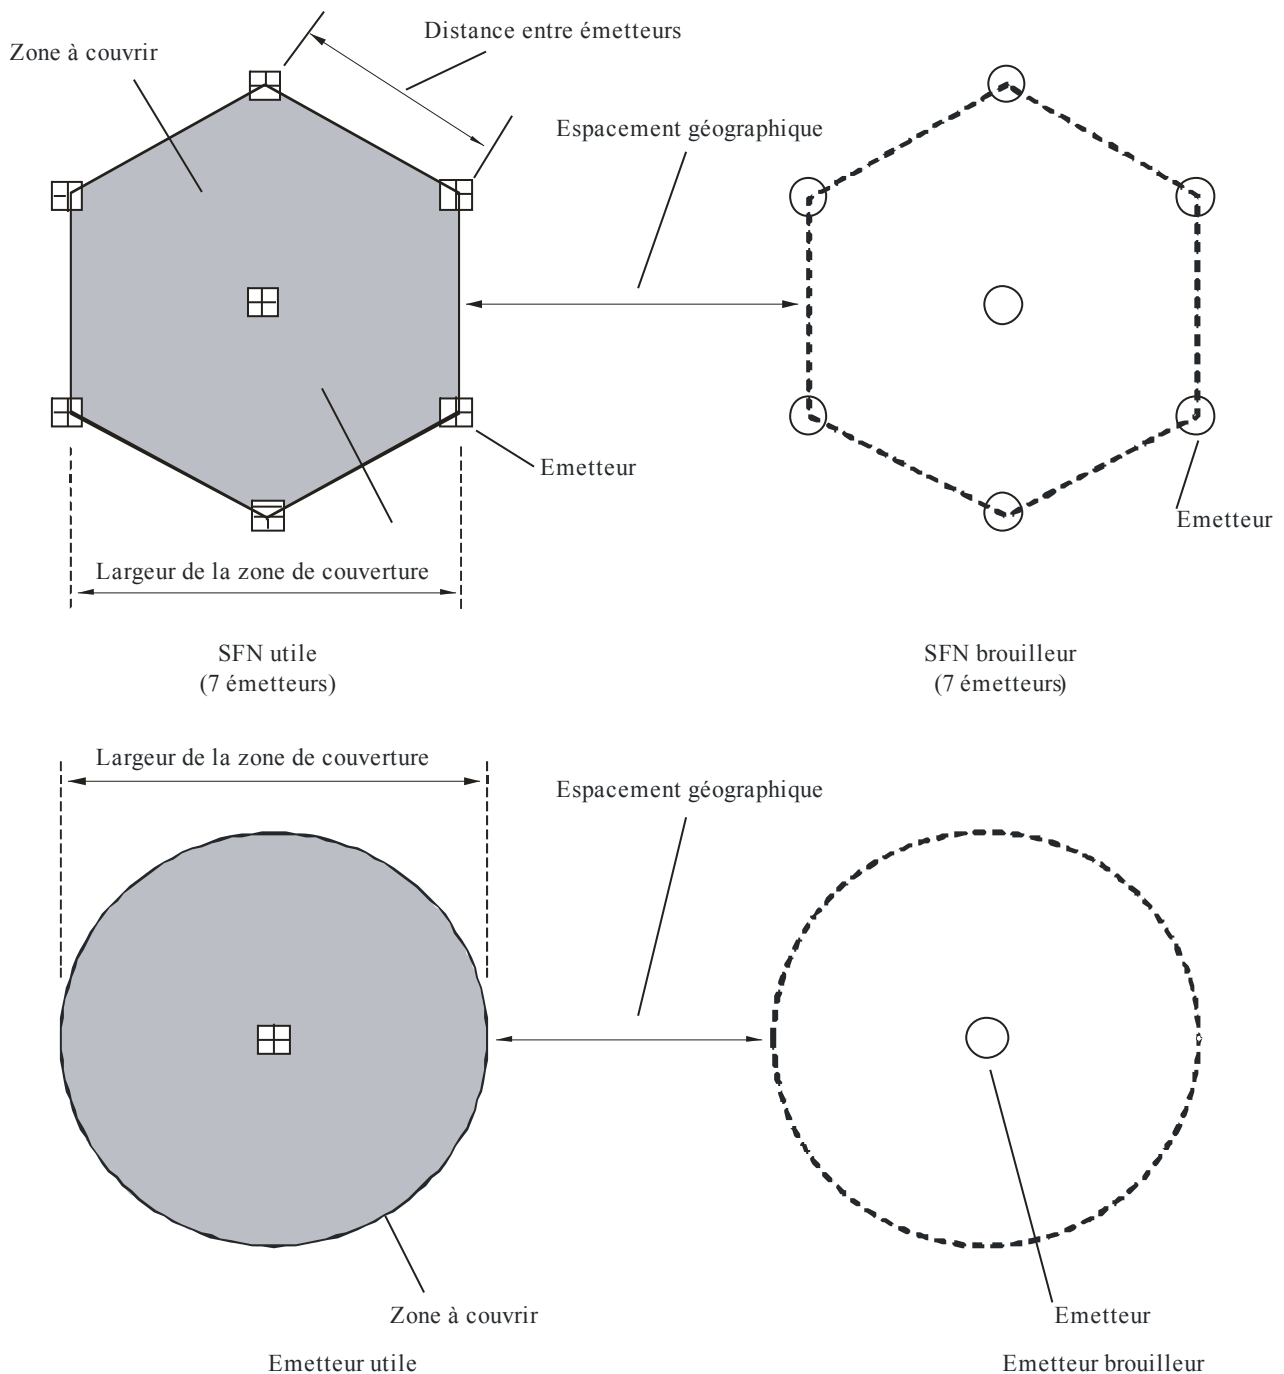 Distance entre émetteurs
Zone à couvrir
Espacement géographique
Emetteur
Emetteur
Largeur de la zone de couverture
SFN utile
(7 émetteurs)
SFN brouilleur
(7 émetteurs)
Largeur de la zone de couverture
Espacement géographique
Zone à couvrir
Emetteur
Emetteur utile
Emetteur brouilleur